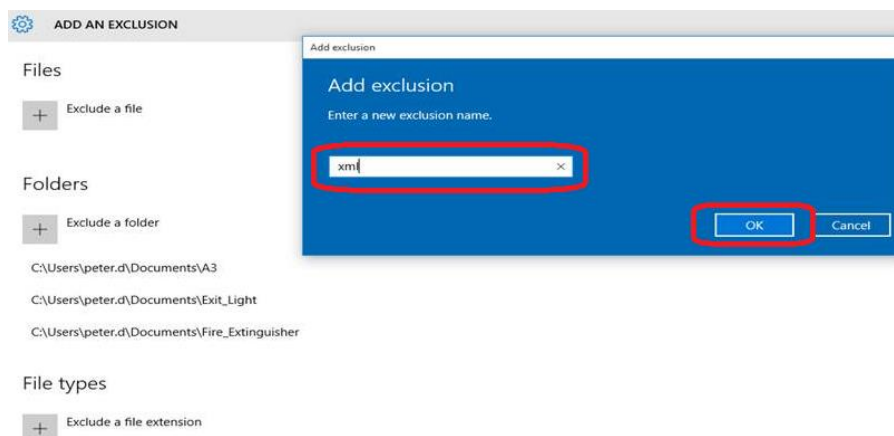 ADD AN EXCLUSION
Files
+ Exclude a file
Folders
+ Exclude a folder
C:\Users\peter.d\Documents\A3
C:\Users\peter.d\Documents\Exit_Light
C:\Users\peter.d\Documents\Fire_Extinguisher
File types
+ Exclude a file extension
Add exclusion
Add exclusion
Enter a new exclusion name.
xml ×
OK Cancel